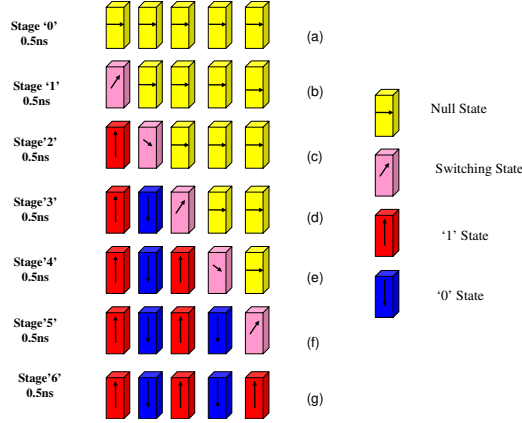 Stage ‘0’
0.5ns
(a)
Stage ‘1’
0.5ns
(b)
Stage’2’
0.5ns
(c)
Stage’3’
0.5ns
(d)
Stage’4’
0.5ns
(e)
Stage’5’
0.5ns
(f)
Stage’6’
0.5ns
(g)
Null State
Switching State
‘1’ State
‘0’ State